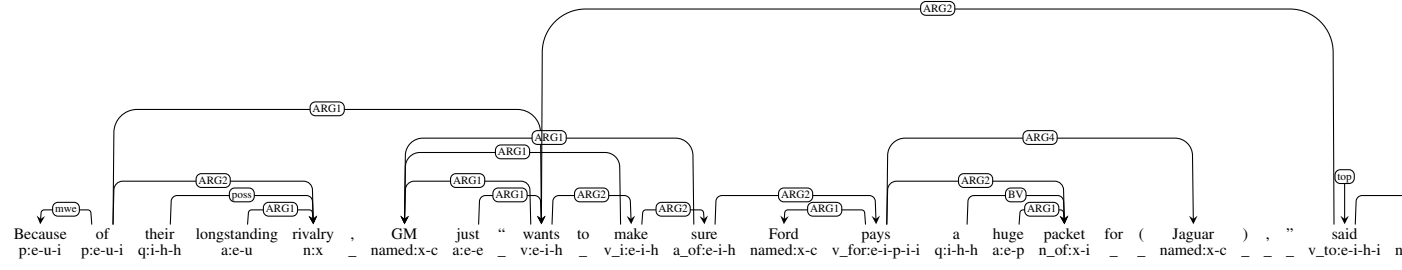 ARG2
ARG1
ARG1 ARG4
ARG1
ARG2 ARG1 ARG2
poss ARG1 ARG2 ARG2 BV top
mwe ARG1 ARG2 ARG1 ARG1
Because of their longstanding rivalry , GM just “ wants to make sure Ford pays a huge packet for ( Jaguar ) , ” said
p:e-u-i p:e-u-i q:i-h-h a:e-u n:x _ named:x-c a:e-e _ v:e-i-h _ v_i:e-i-h a_of:e-i-h named:x-c v_for:e-i-p-i-i q:i-h-h a:e-p n_of:x-i _ _ named:x-c _ _ _ v_to:e-i-h-i n